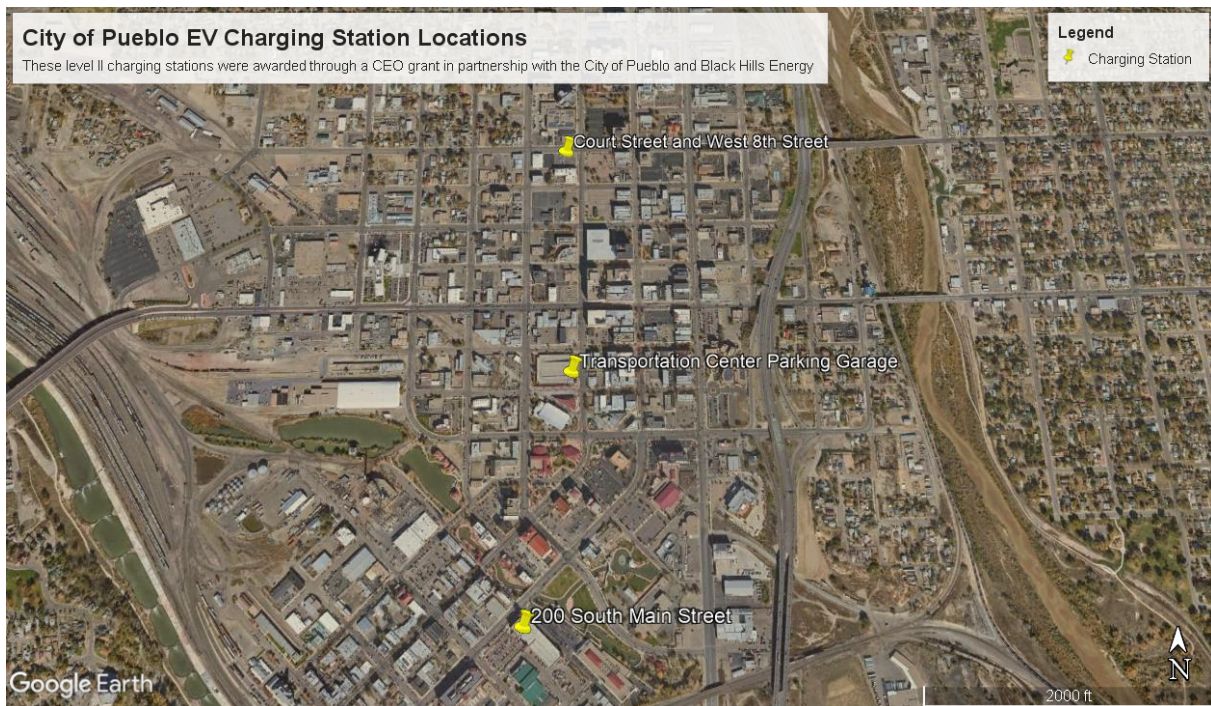 City of Pueblo EV Charging Station Locations
These level II charging stations were awarded through a CEO grant in partnership with the City of Pueblo and Black Hills Energy
Legend
Charging Station
Court Street and West 8th Street
Transportation Center Parking Garage
200 South Main Street
N
Google Earth
2000 ft